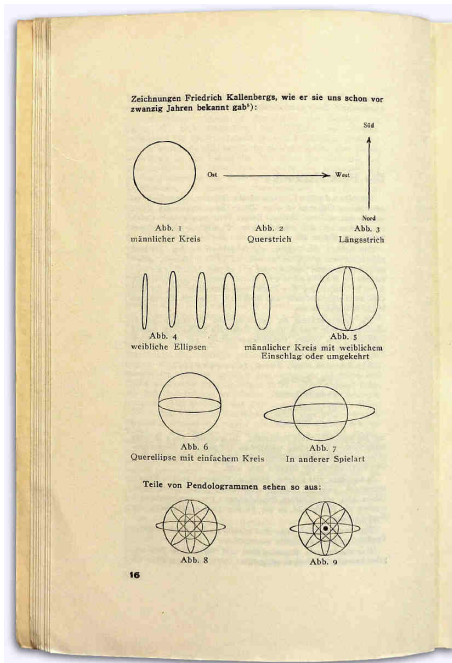 Zeichnungen Friedrich Kallenbergs, wie er sie uns schon vor
zwanzig Jahren bekannt gab¹):
Süd
Ost
West
Nord
Abb. 1
männlicher Kreis
Abb. 2
Querstrich
Abb. 3
Längsstrich
Abb. 4
weibliche Ellipsen
Abb. 5
männlicher Kreis mit weiblichem
Einschlag oder umgekehrt
Abb. 6
Querellipse mit einfachem Kreis
Abb. 7
In anderer Spielart
Teile von Pendologrammen sehen so aus:
Abb. 8
Abb. 9
16